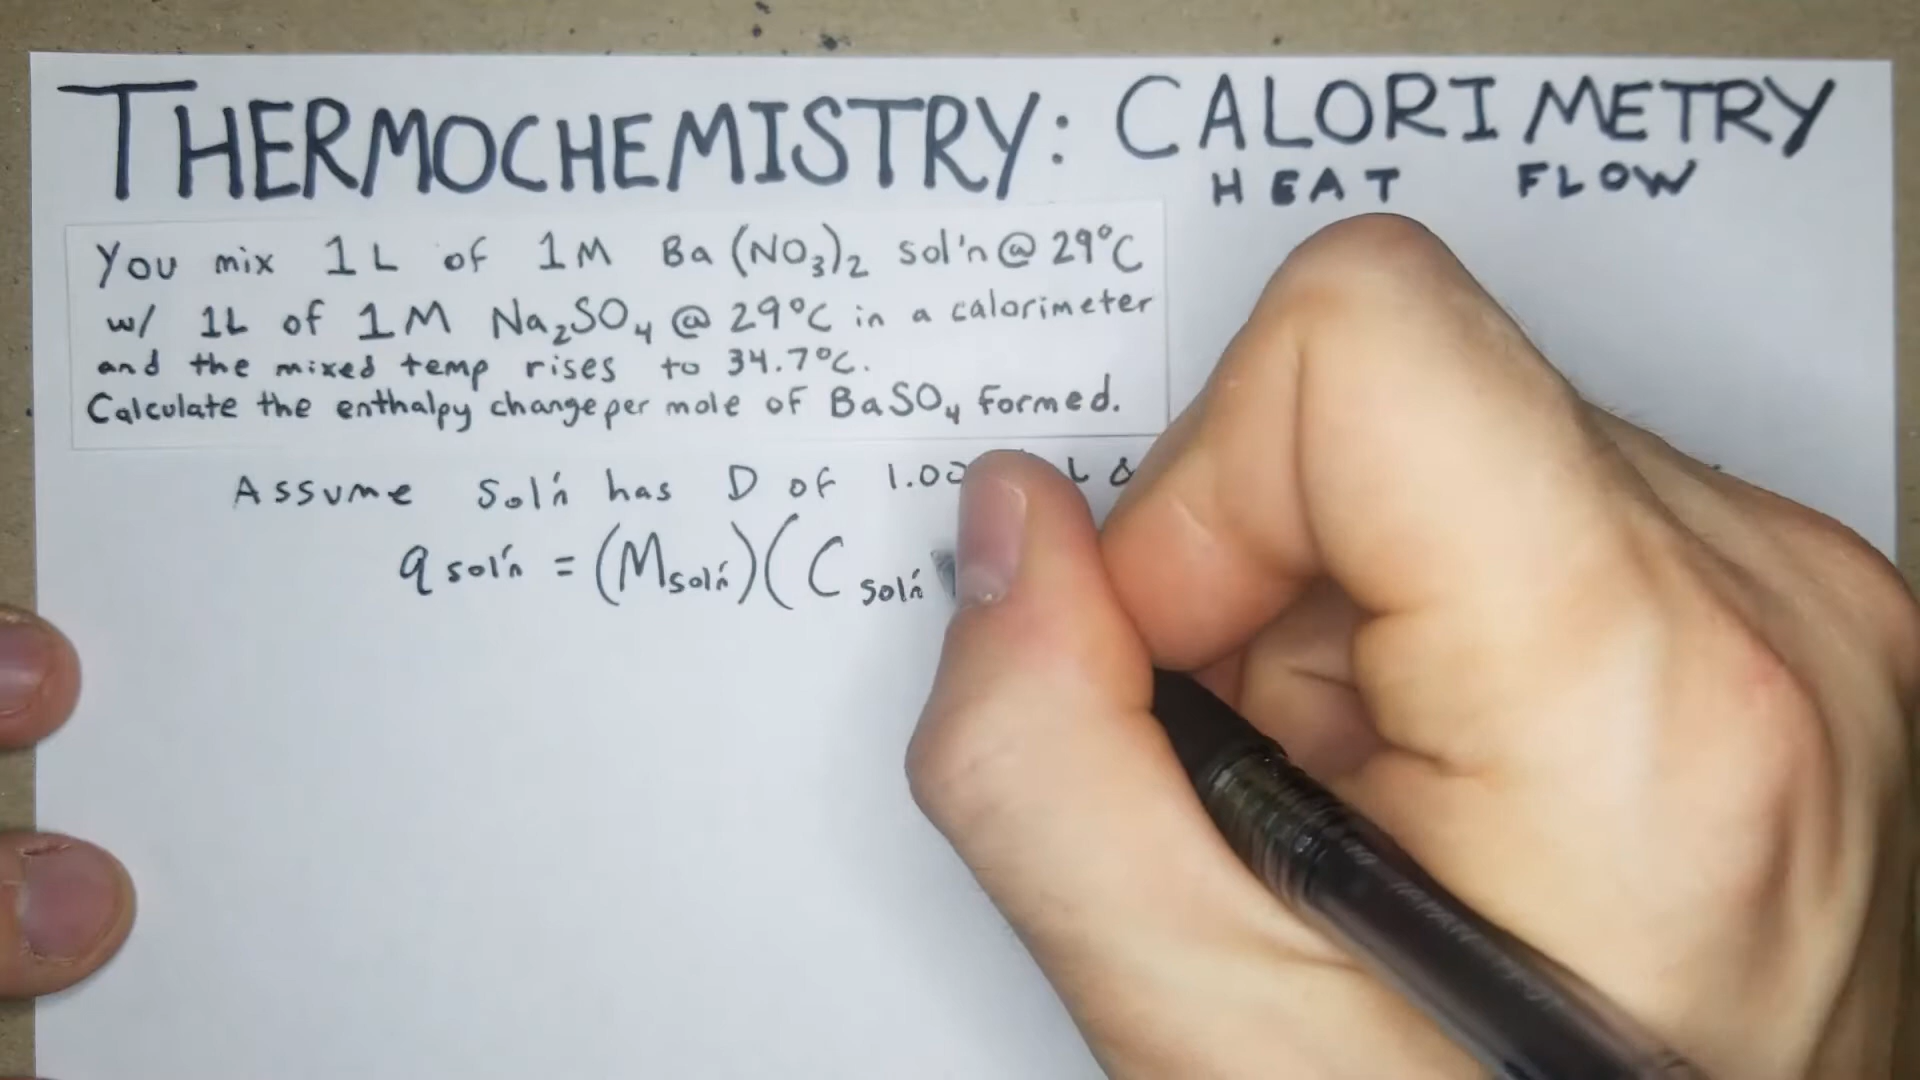 THERMOCHEMISTRY: CALORIMETRY
HEAT FLOW
You mix 1L of 1M Ba(NO₃)₂ sol'n @ 29°C
w/ 1L of 1M Na₂SO₄ @ 29°C in a calorimeter
and the mixed temp rises to 34.7°C.
Calculate the enthalpy change per mole of BaSO₄ formed.
Assume sol'n has D of L &
q sol'n = (M sol'n)(C sol'n